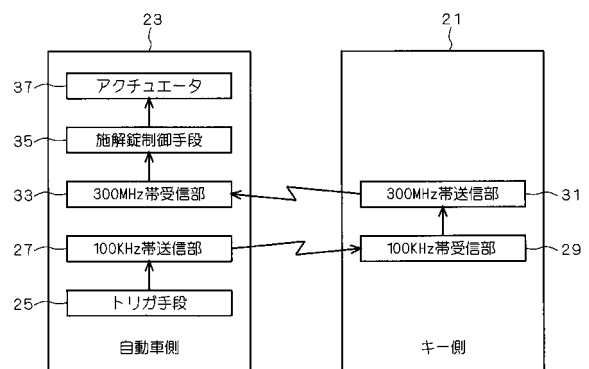 23
21
37
アクチュエータ
35
施解錠制御手段
33
300MHz帯受信部
300MHz帯送信部
31
27
100KHz帯送信部
100KHz帯受信部
29
25
トリガ手段
自動車側
キー側